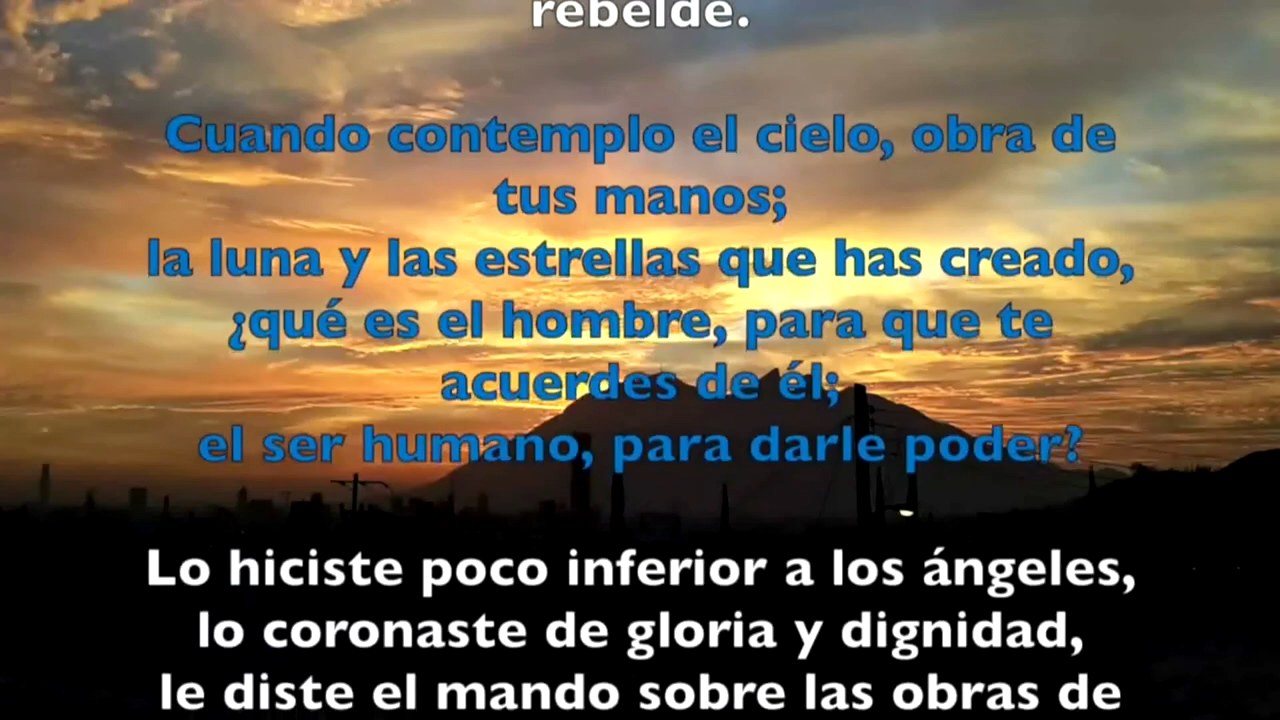 rebelde.
Cuando contemplo el cielo, obra de
tus manos;
la luna y las estrellas que has creado,
¿qué es el hombre, para que te
acuerdes de él;
el ser humano, para darle poder?
Lo hiciste poco inferior a los ángeles,
lo coronaste de gloria y dignidad,
le diste el mando sobre las obras de